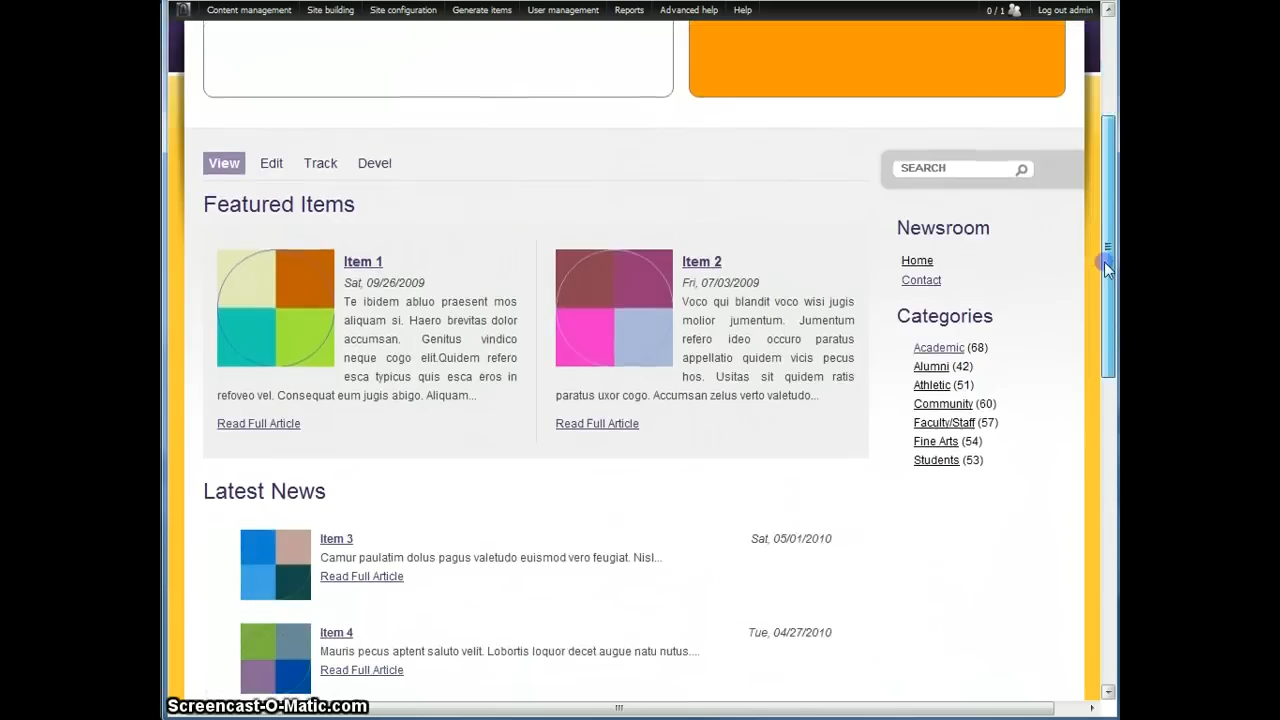 Content management Site building Site configuration Generate items User management Reports Advanced help Help 0 / 1 Log out admin
View Edit Track Devel
SEARCH
Featured Items
Item 1
Sat, 09/26/2009
Te ibidem abluo praesent mos
aliquam si. Haero brevitas dolor
accumsan. Genitus vindico
neque cogo elit.Quidem refero
esca typicus quis esca eros in
refoveo vel. Consequat eum jugis abigo. Aliquam...
Read Full Article
Item 2
Fri, 07/03/2009
Voco qui blandit voco wisi jugis
molior jumentum. Jumentum
refero ideo occuro paratus
appellatio quidem vicis pecus
hos. Usitas sit quidem ratis
paratus uxor cogo. Accumsan zelus verto valetudo...
Read Full Article
Newsroom
Home
Contact
Categories
Academic (68)
Alumni (42)
Athletic (51)
Community (60)
Faculty/Staff (57)
Fine Arts (54)
Students (53)
Latest News
Item 3 Sat, 05/01/2010
Camur paulatim dolus pagus valetudo euismod vero feugiat. Nisl...
Read Full Article
Item 4 Tue, 04/27/2010
Mauris pecus aptent saluto velit. Lobortis loquor decet augue natu nutus....
Read Full Article
Screencast-O-Matic.com